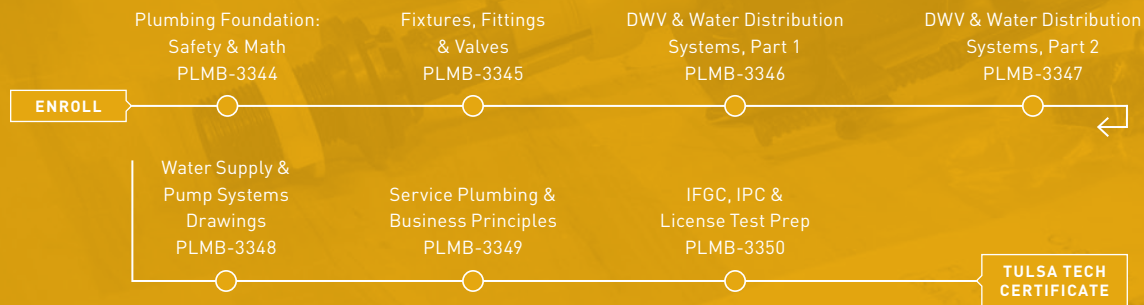 Plumbing Foundation:
Safety & Math
PLMB-3344
Fixtures, Fittings
& Valves
PLMB-3345
DWV & Water Distribution
Systems, Part 1
PLMB-3346
DWV & Water Distribution
Systems, Part 2
PLMB-3347
ENROLL
Water Supply &
Pump Systems
Drawings
PLMB-3348
Service Plumbing &
Business Principles
PLMB-3349
IFGC, IPC &
License Test Prep
PLMB-3350
TULSA TECH
CERTIFICATE